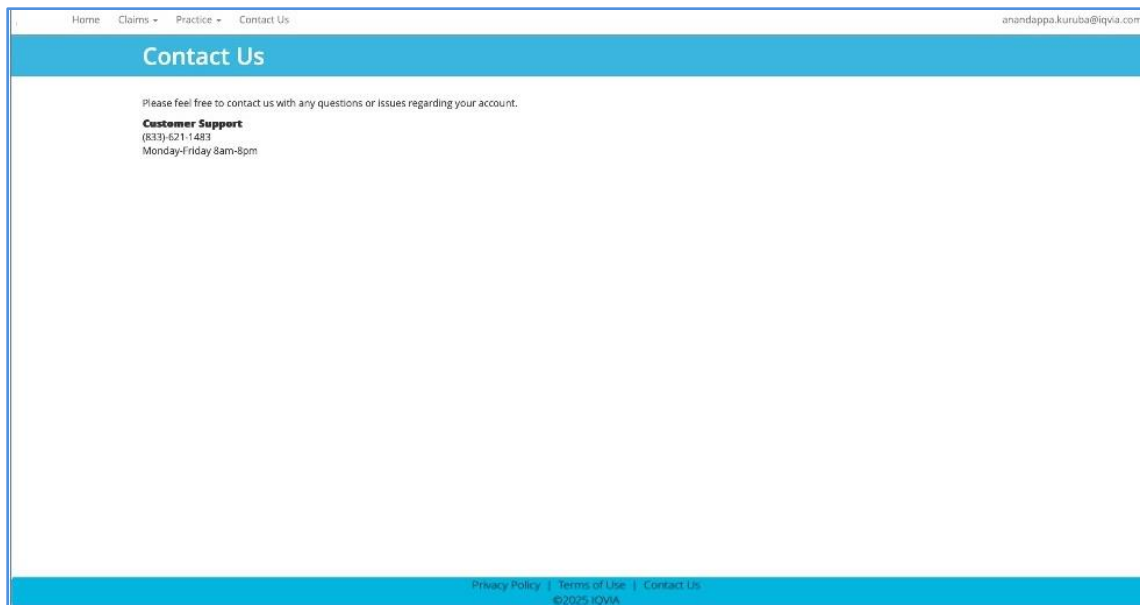 Home Claims Practice Contact Us anandappa.kuruba@iqvia.com
Contact Us
Please feel free to contact us with any questions or issues regarding your account.
Customer Support
(833)-621-1483
Monday-Friday 8am-8pm
Privacy Policy | Terms of Use | Contact Us
©2025 IQVIA